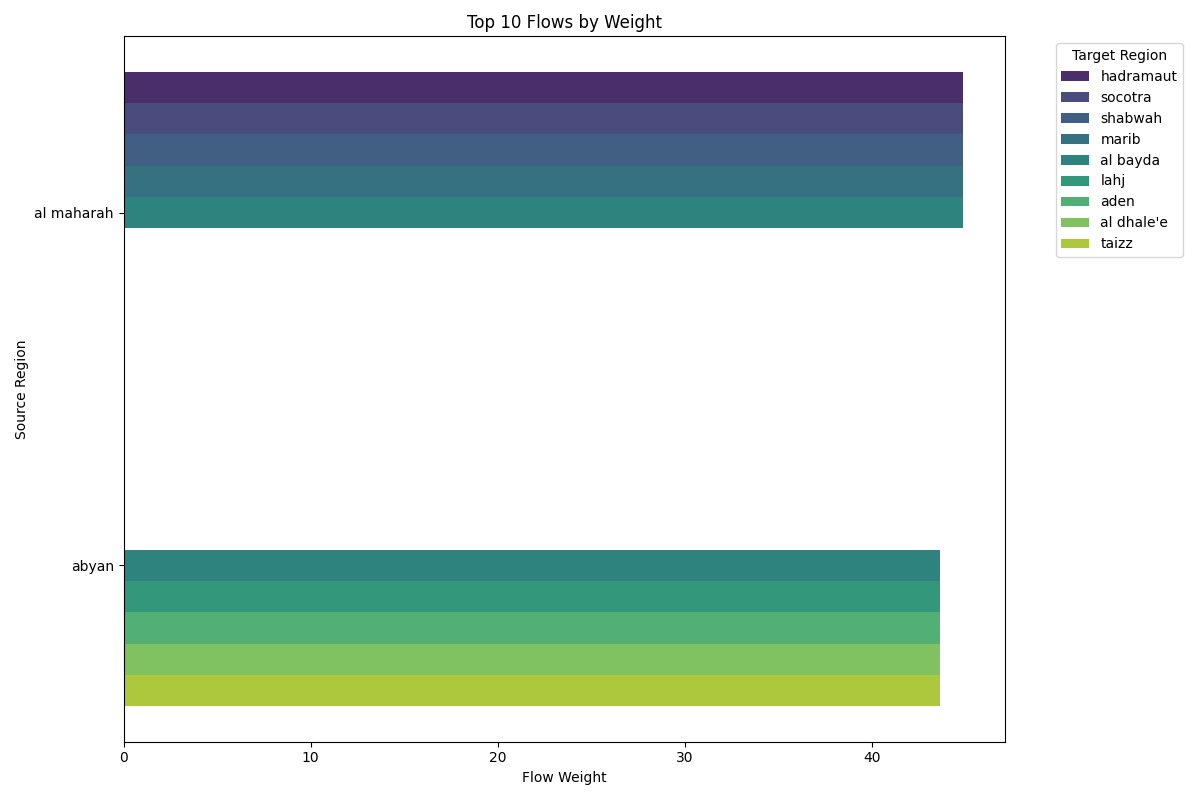 Top 10 Flows by Weight
Source Region
al maharah
abyan
0 10 20 30 40
Flow Weight
Target Region
hadramaut
socotra
shabwah
marib
al bayda
lahj
aden
al dhale'e
taizz